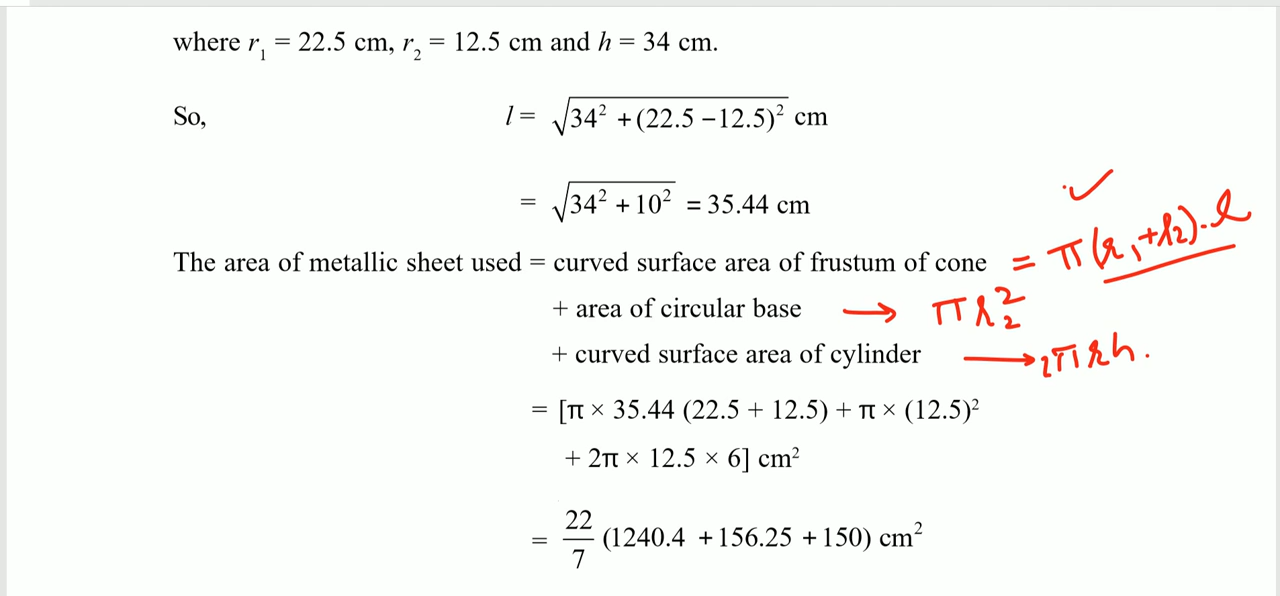 where r₁ = 22.5 cm, r₂ = 12.5 cm and h = 34 cm.
So, l = √(34² + (22.5 – 12.5)²) cm
= √(34² + 10²) = 35.44 cm
The area of metallic sheet used = curved surface area of frustum of cone = π(r₁+r₂).l
+ area of circular base → πr₂²
+ curved surface area of cylinder → 2πrh.
= [π × 35.44 (22.5 + 12.5) + π × (12.5)²
+ 2π × 12.5 × 6] cm²
= 22/7 (1240.4 + 156.25 + 150) cm²